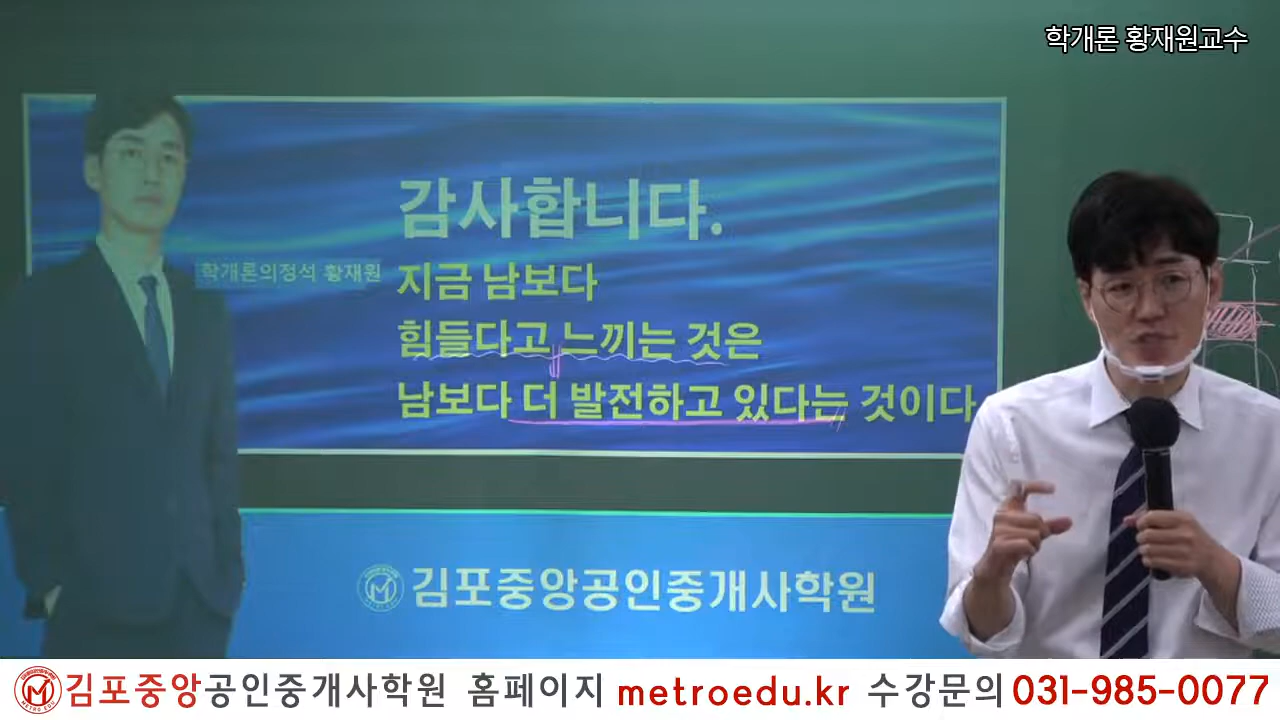 학개론 황재원교수
감사합니다.
학개론의정석 황재원
지금 남보다
힘들다고 느끼는 것은
남보다 더 발전하고 있다는 것이다
김포중앙공인중개사학원
김포중앙공인중개사학원 홈페이지 metroedu.kr 수강문의 031-985-0077